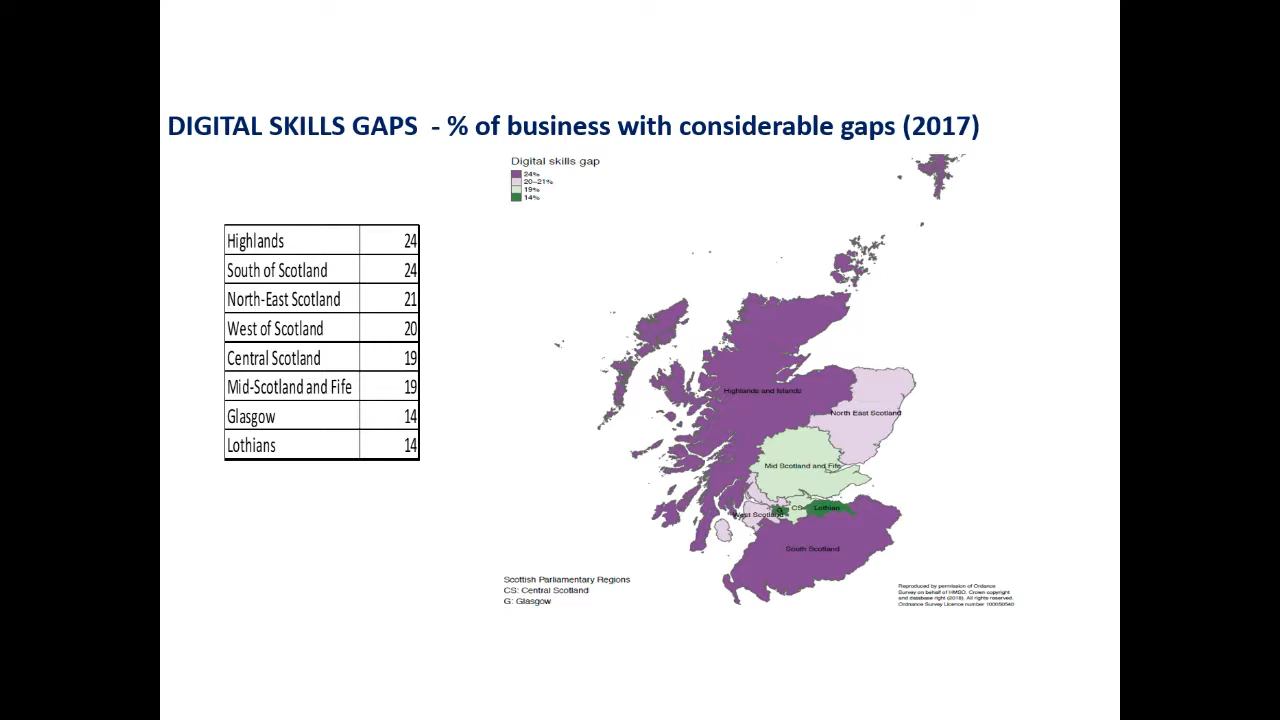 DIGITAL SKILLS GAPS - % of business with considerable gaps (2017)
Digital skills gap
24%
20–21%
19%
14%
Highlands 24
South of Scotland 24
North-East Scotland 21
West of Scotland 20
Central Scotland 19
Mid-Scotland and Fife 19
Glasgow 14
Lothians 14
Highlands and Islands
North East Scotland
Mid Scotland and Fife
West Scotland
G
CS
Lothian
South Scotland
Scottish Parliamentary Regions
CS: Central Scotland
G: Glasgow
Reproduced by permission of Ordance
Survey on behalf of HMSO. Crown copyright
and database right (2018). All rights reserved.
Ordnance Survey Licence number